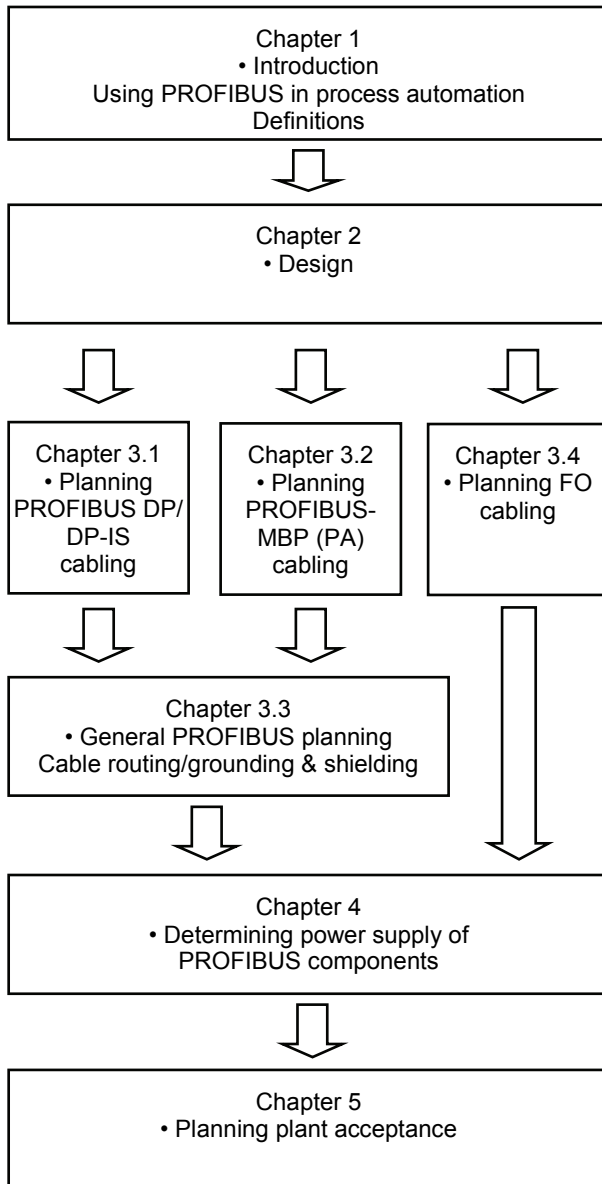 Chapter 1
• Introduction
Using PROFIBUS in process automation
Definitions
Chapter 2
• Design
Chapter 3.1
• Planning
PROFIBUS DP/
DP-IS
cabling
Chapter 3.2
• Planning
PROFIBUS-
MBP (PA)
cabling
Chapter 3.4
• Planning FO
cabling
Chapter 3.3
• General PROFIBUS planning
Cable routing/grounding & shielding
Chapter 4
• Determining power supply of
PROFIBUS components
Chapter 5
• Planning plant acceptance